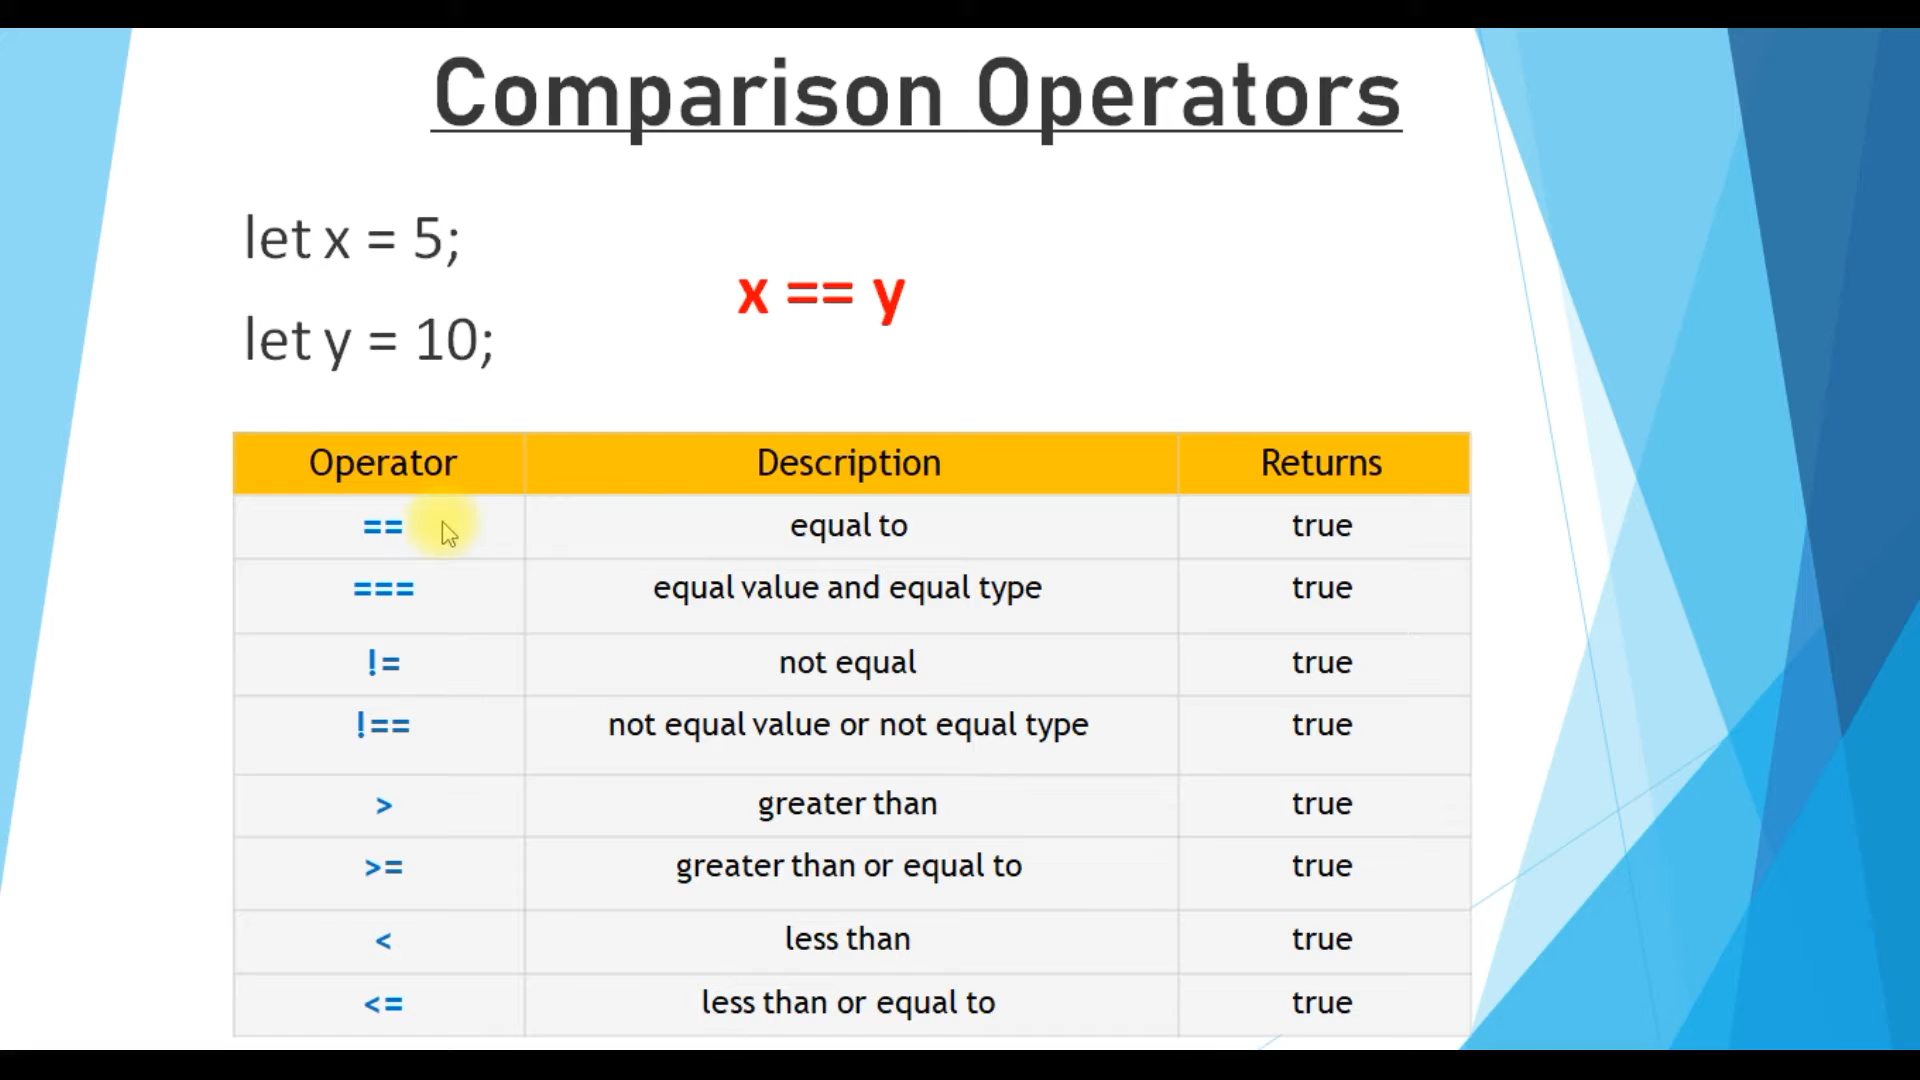 Comparison Operators
let x = 5;
x == y
let y = 10;
Operator Description Returns
== equal to true
=== equal value and equal type true
!= not equal true
!== not equal value or not equal type true
> greater than true
>= greater than or equal to true
< less than true
<= less than or equal to true